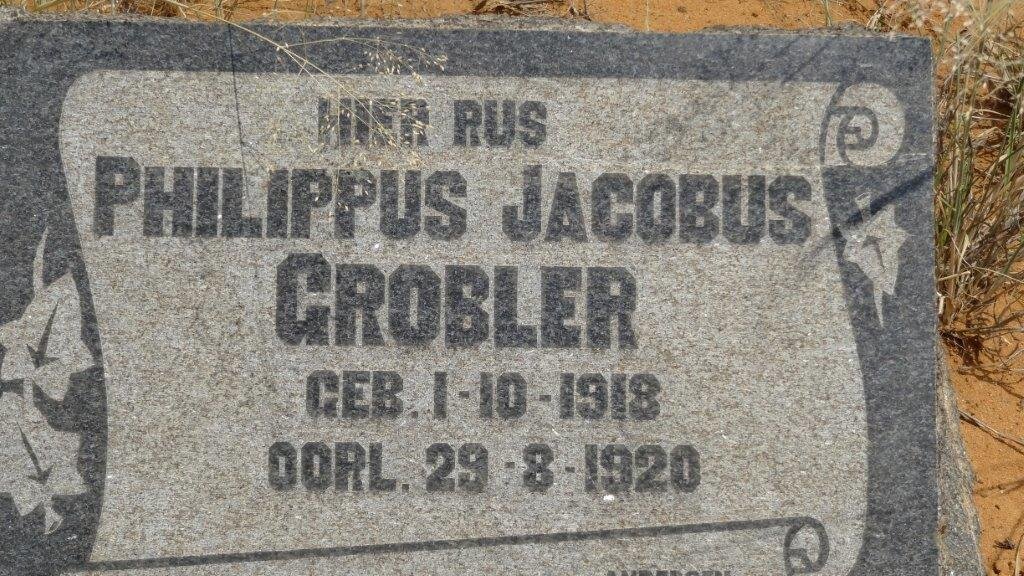 HIER RUS
PHILIPPUS JACOBUS
GROBLER
GEB. 1-10-1918
OORL. 29-8-1920